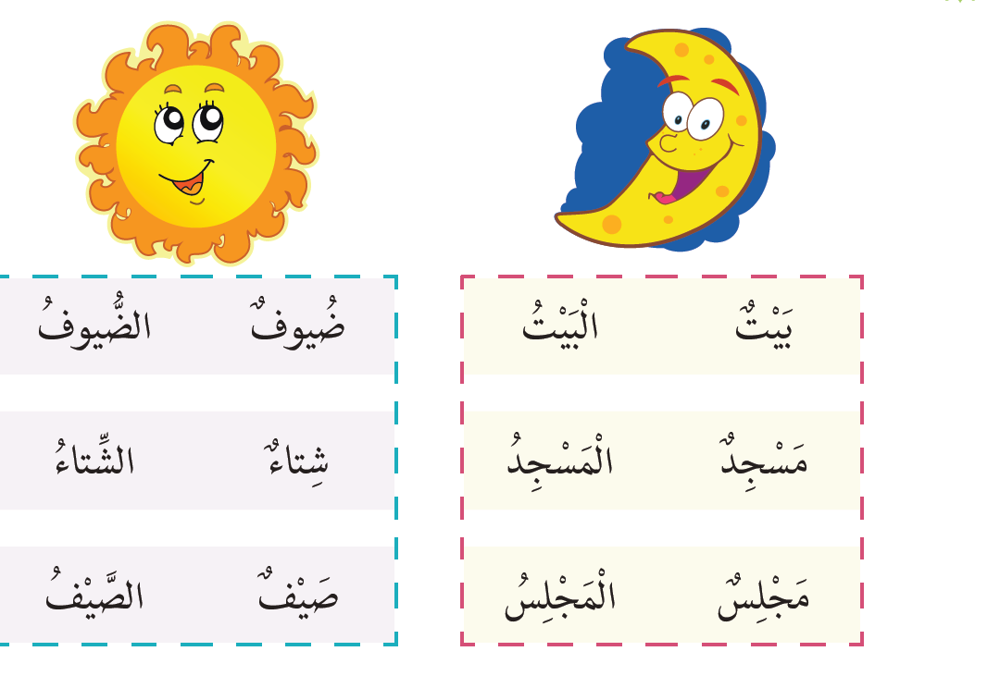 بَيْتٌ الْبَيْتُ
مَسْجِدٌ الْمَسْجِدُ
مَجْلِسٌ الْمَجْلِسُ
ضُيوفٌ الضُّيوفُ
شِتاءٌ الشِّتاءُ
صَيْفٌ الصَّيْفُ